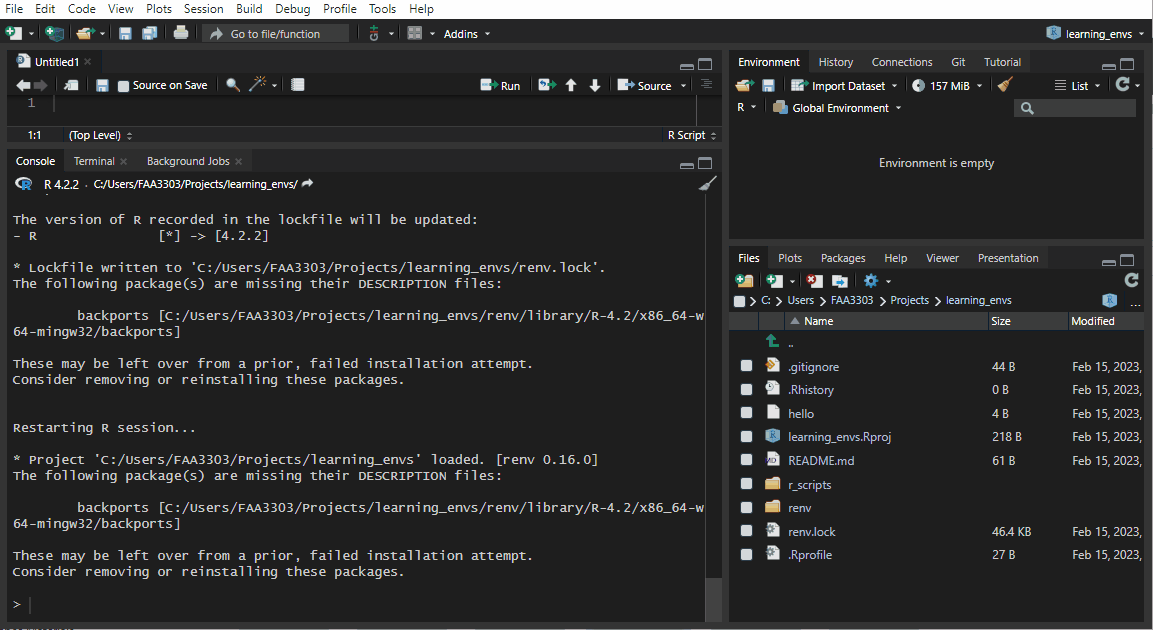 File Edit Code View Plots Session Build Debug Profile Tools Help
Go to file/function Addins learning_envs
Untitled1
Source on Save Run Source
1
1:1 (Top Level) R Script
Console Terminal Background Jobs
R 4.2.2 · C:/Users/FAA3303/Projects/learning_envs/
The version of R recorded in the lockfile will be updated:
- R [*] -> [4.2.2]
* Lockfile written to 'C:/Users/FAA3303/Projects/learning_envs/renv.lock'.
The following package(s) are missing their DESCRIPTION files:
backports [C:/Users/FAA3303/Projects/learning_envs/renv/library/R-4.2/x86_64-w
64-mingw32/backports]
These may be left over from a prior, failed installation attempt.
Consider removing or reinstalling these packages.
Restarting R session...
* Project 'C:/Users/FAA3303/Projects/learning_envs' loaded. [renv 0.16.0]
The following package(s) are missing their DESCRIPTION files:
backports [C:/Users/FAA3303/Projects/learning_envs/renv/library/R-4.2/x86_64-w
64-mingw32/backports]
These may be left over from a prior, failed installation attempt.
Consider removing or reinstalling these packages.
>
Environment History Connections Git Tutorial
Import Dataset 157 MiB List
R Global Environment
Environment is empty
Files Plots Packages Help Viewer Presentation
C: Users FAA3303 Projects learning_envs ...
Name Size Modified
..
.gitignore 44 B Feb 15, 2023,
.Rhistory 0 B Feb 15, 2023,
hello 4 B Feb 15, 2023,
learning_envs.Rproj 218 B Feb 15, 2023,
README.md 61 B Feb 15, 2023,
r_scripts
renv
renv.lock 46.4 KB Feb 15, 2023,
.Rprofile 27 B Feb 15, 2023,